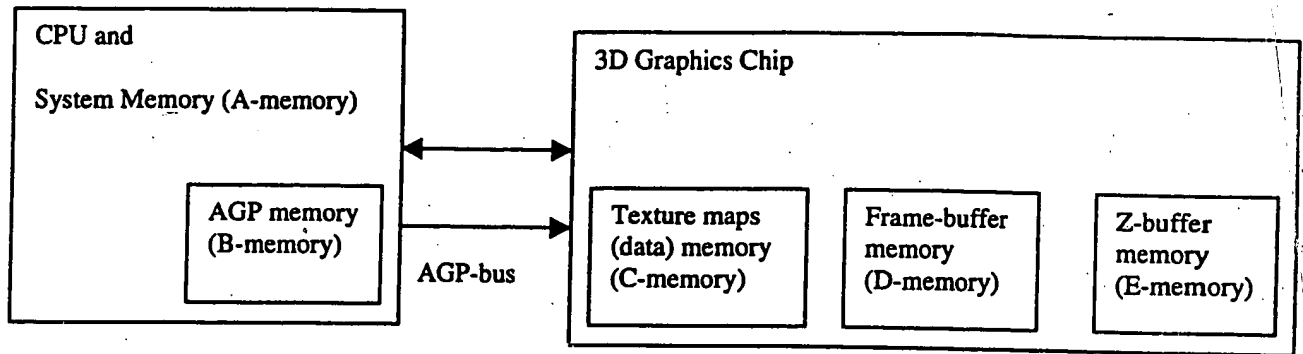 CPU and
System Memory (A-memory)
AGP memory
(B-memory)
AGP-bus
3D Graphics Chip
Texture maps
(data) memory
(C-memory)
Frame-buffer
memory
(D-memory)
Z-buffer
memory
(E-memory)